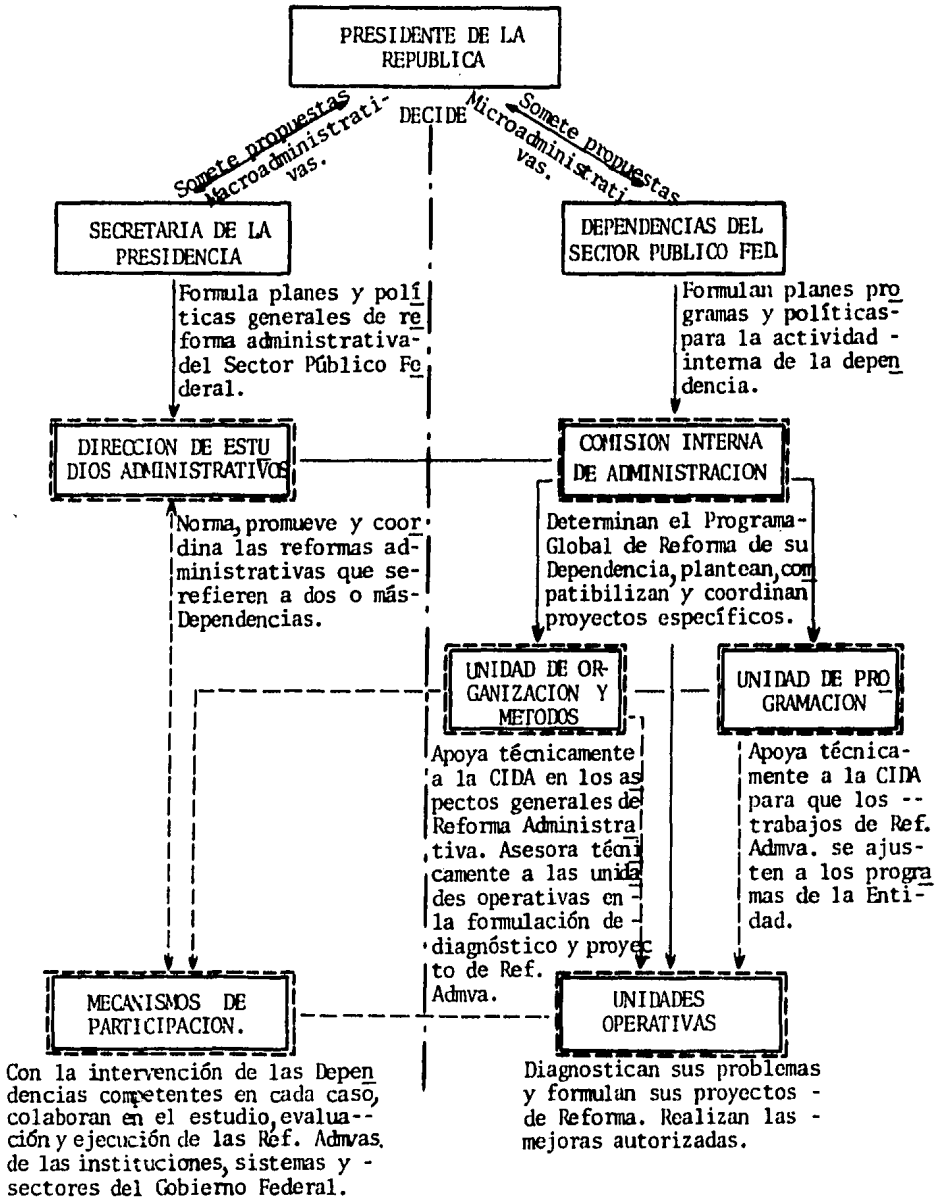 PRESIDENTE DE LA
REPUBLICA
DECIDE
Somete propuestas
Macroadministrati-
vas.
Somete propuestas
Microadministrati-
vas.
SECRETARIA DE LA
PRESIDENCIA
DEPENDENCIAS DEL
SECTOR PUBLICO FED.
Formula planes y polí
ticas generales de re
forma administrativa-
del Sector Público Fe
deral.
Formulan planes pro
gramas y políticas-
para la actividad -
interna de la depen
dencia.
DIRECCION DE ESTU
DIOS ADMINISTRATIVOS
COMISION INTERNA
DE ADMINISTRACION
Norma, promueve y coor
dina las reformas ad-
ministrativas que se-
refieren a dos o más-
Dependencias.
Determinan el Programa-
Global de Reforma de su
Dependencia, plantean, com
patibilizan y coordinan
proyectos específicos.
UNIDAD DE OR-
GANIZACION Y
METODOS
UNIDAD DE PRO
GRAMACION
Apoya técnicamente
a la CIDA en los as
pectos generales de
Reforma Administra
tiva. Asesora técni
camente a las unida
des operativas en -
la formulación de -
diagnóstico y proyec
to de Ref.
Admva.
Apoya técnica-
mente a la CIDA
para que los --
trabajos de Ref.
Admva. se ajus-
ten a los progra
mas de la Enti-
dad.
MECANISMOS DE
PARTICIPACION.
UNIDADES
OPERATIVAS
Con la intervención de las Depen
dencias competentes en cada caso,
colaboran en el estudio, evalua--
ción y ejecución de las Ref. Admvas.
de las instituciones, sistemas y -
sectores del Gobierno Federal.
Diagnostican sus problemas
y formulan sus proyectos -
de Reforma. Realizan las -
mejoras autorizadas.